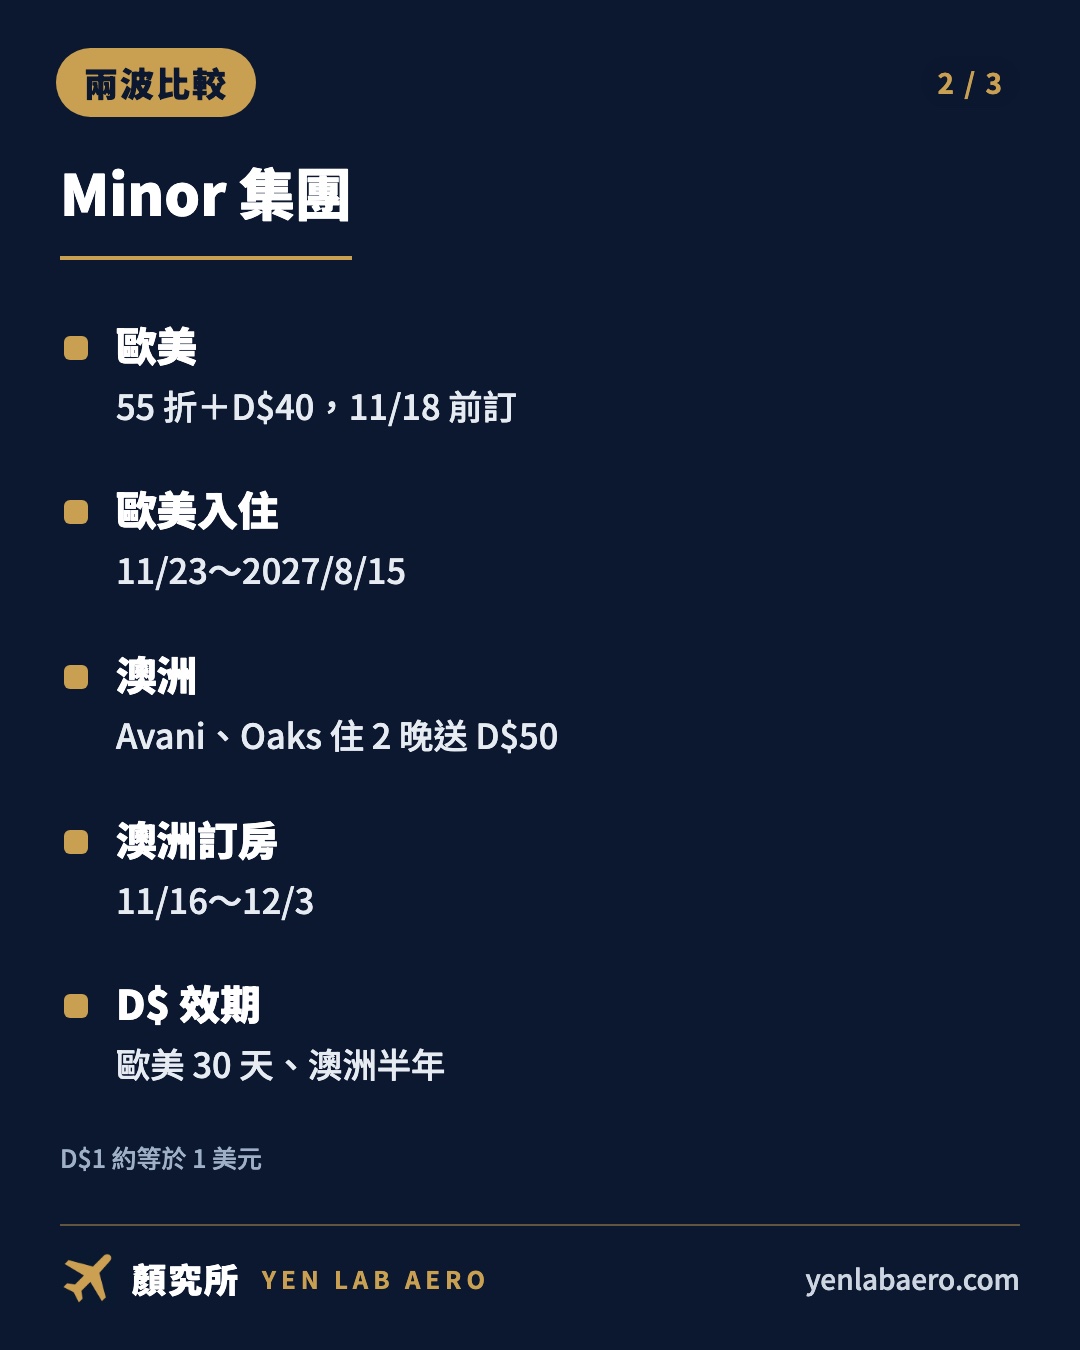 兩波比較
2 / 3
Minor 集團
歐美
55 折＋D$40，11/18 前訂
歐美入住
11/23～2027/8/15
澳洲
Avani、Oaks 住 2 晚送 D$50
澳洲訂房
11/16～12/3
D$ 效期
歐美 30 天、澳洲半年
D$1 約等於 1 美元
顏究所 YEN LAB AERO
yenlabaero.com